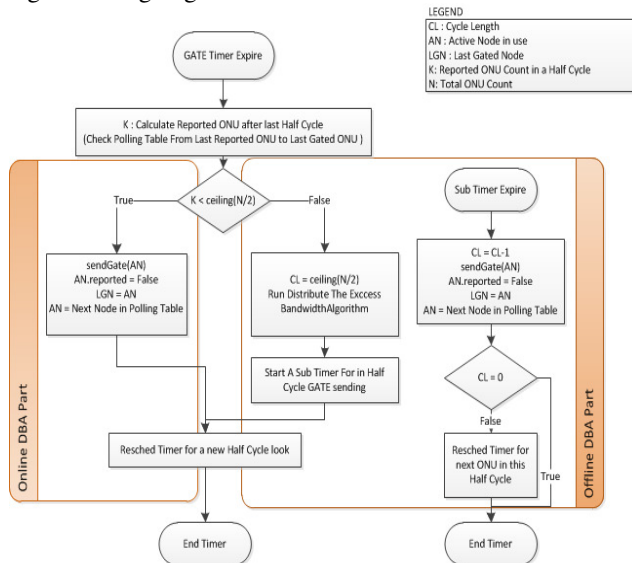 LEGEND
CL : Cycle Length
AN : Active Node in use
LGN : Last Gated Node
K: Reported ONU Count in a Half Cycle
N: Total ONU Count
GATE Timer Expire
K : Calculate Reported ONU after last Half Cycle
(Check Polling Table From Last Reported ONU to Last Gated ONU )
True
K < ceiling(N/2)
False
sendGate(AN)
AN.reported = False
LGN = AN
AN = Next Node in Polling Table
CL = ceiling(N/2)
Run Distribute The Exccess
BandwidthAlgorithm
Start A Sub Timer For in Half
Cycle GATE sending
Resched Timer for a new Half Cycle look
End Timer
Online DBA Part
Sub Timer Expire
CL = CL-1
sendGate(AN)
AN.reported = False
LGN = AN
AN = Next Node in Polling Table
CL = 0
False
Resched Timer for
next ONU in this
Half Cycle
True
End Timer
Offline DBA Part